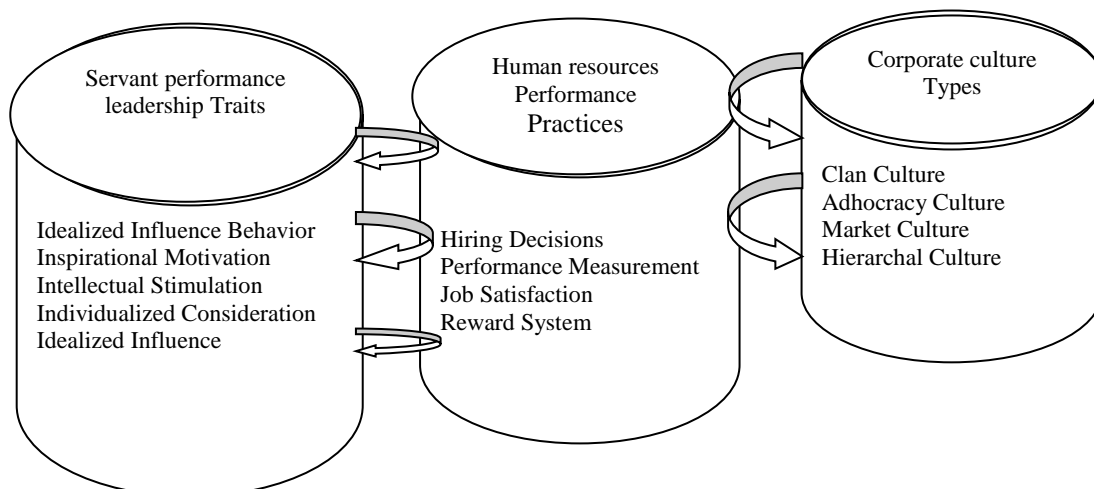 Servant performance
leadership Traits
Idealized Influence Behavior
Inspirational Motivation
Intellectual Stimulation
Individualized Consideration
Idealized Influence
Human resources
Performance
Practices
Hiring Decisions
Performance Measurement
Job Satisfaction
Reward System
Corporate culture
Types
Clan Culture
Adhocracy Culture
Market Culture
Hierarchal Culture